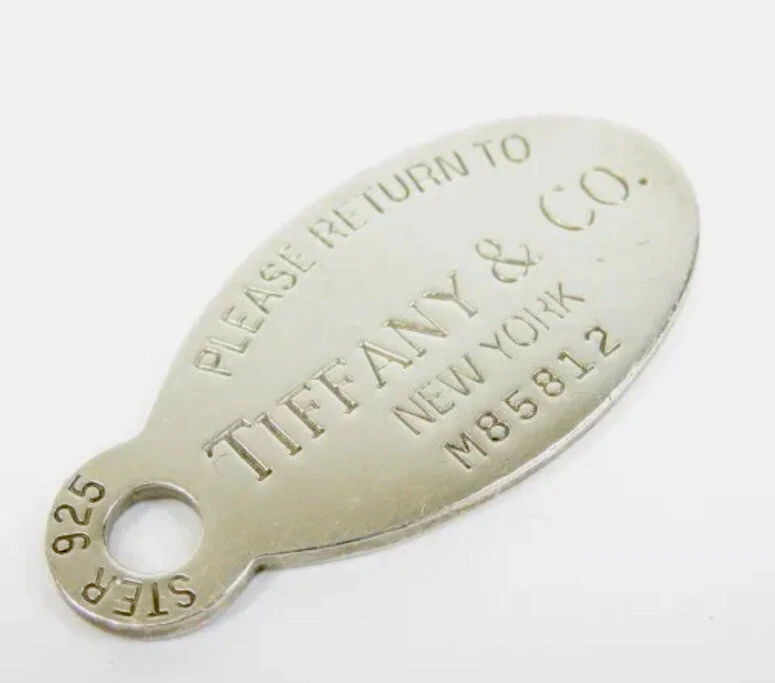 PLEASE RETURN TO
TIFFANY & CO.
NEW YORK
M85812
STER 925